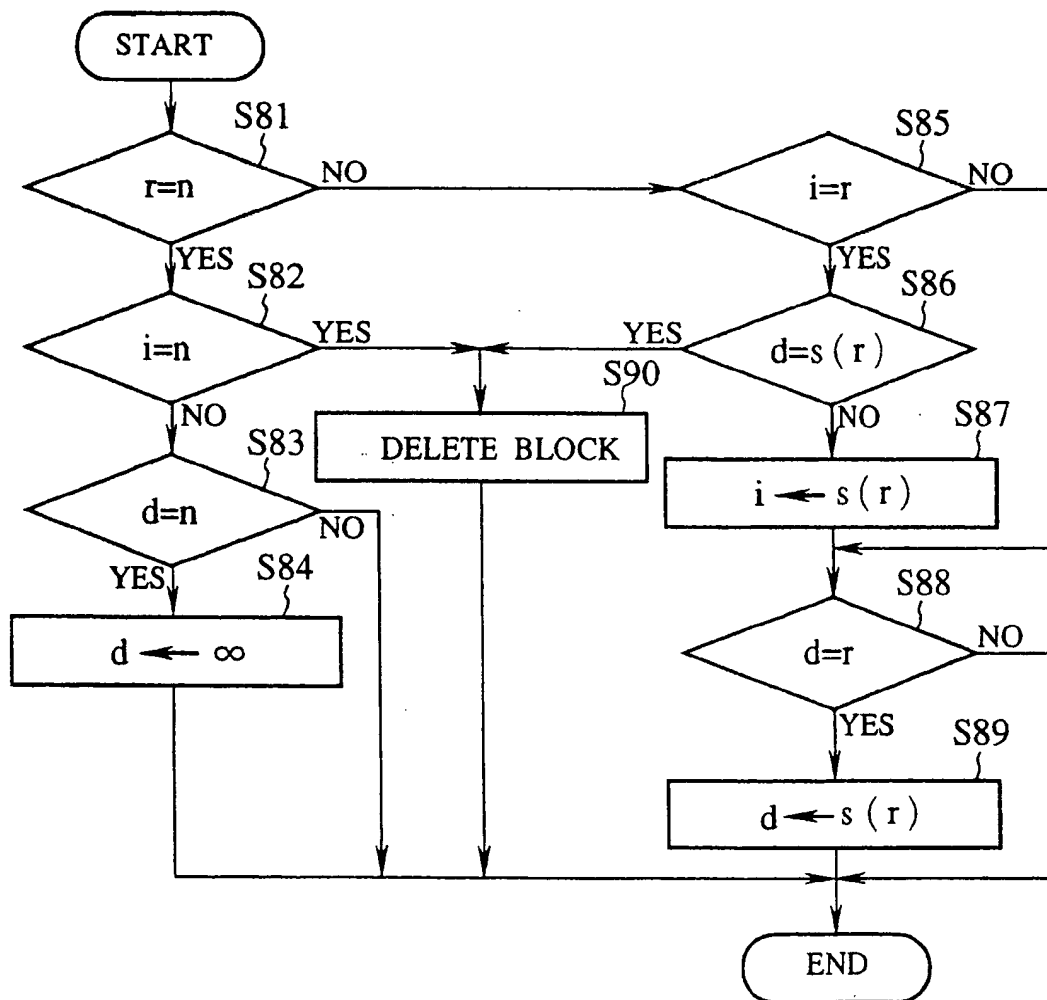 START
S81
r=n
NO
YES
S85
i=r
NO
YES
S82
i=n
YES
NO
S86
d=s(r)
YES
NO
S90
DELETE BLOCK
S83
d=n
NO
YES
S87
i ← s(r)
S84
d ← ∞
S88
d=r
NO
YES
S89
d ← s(r)
END